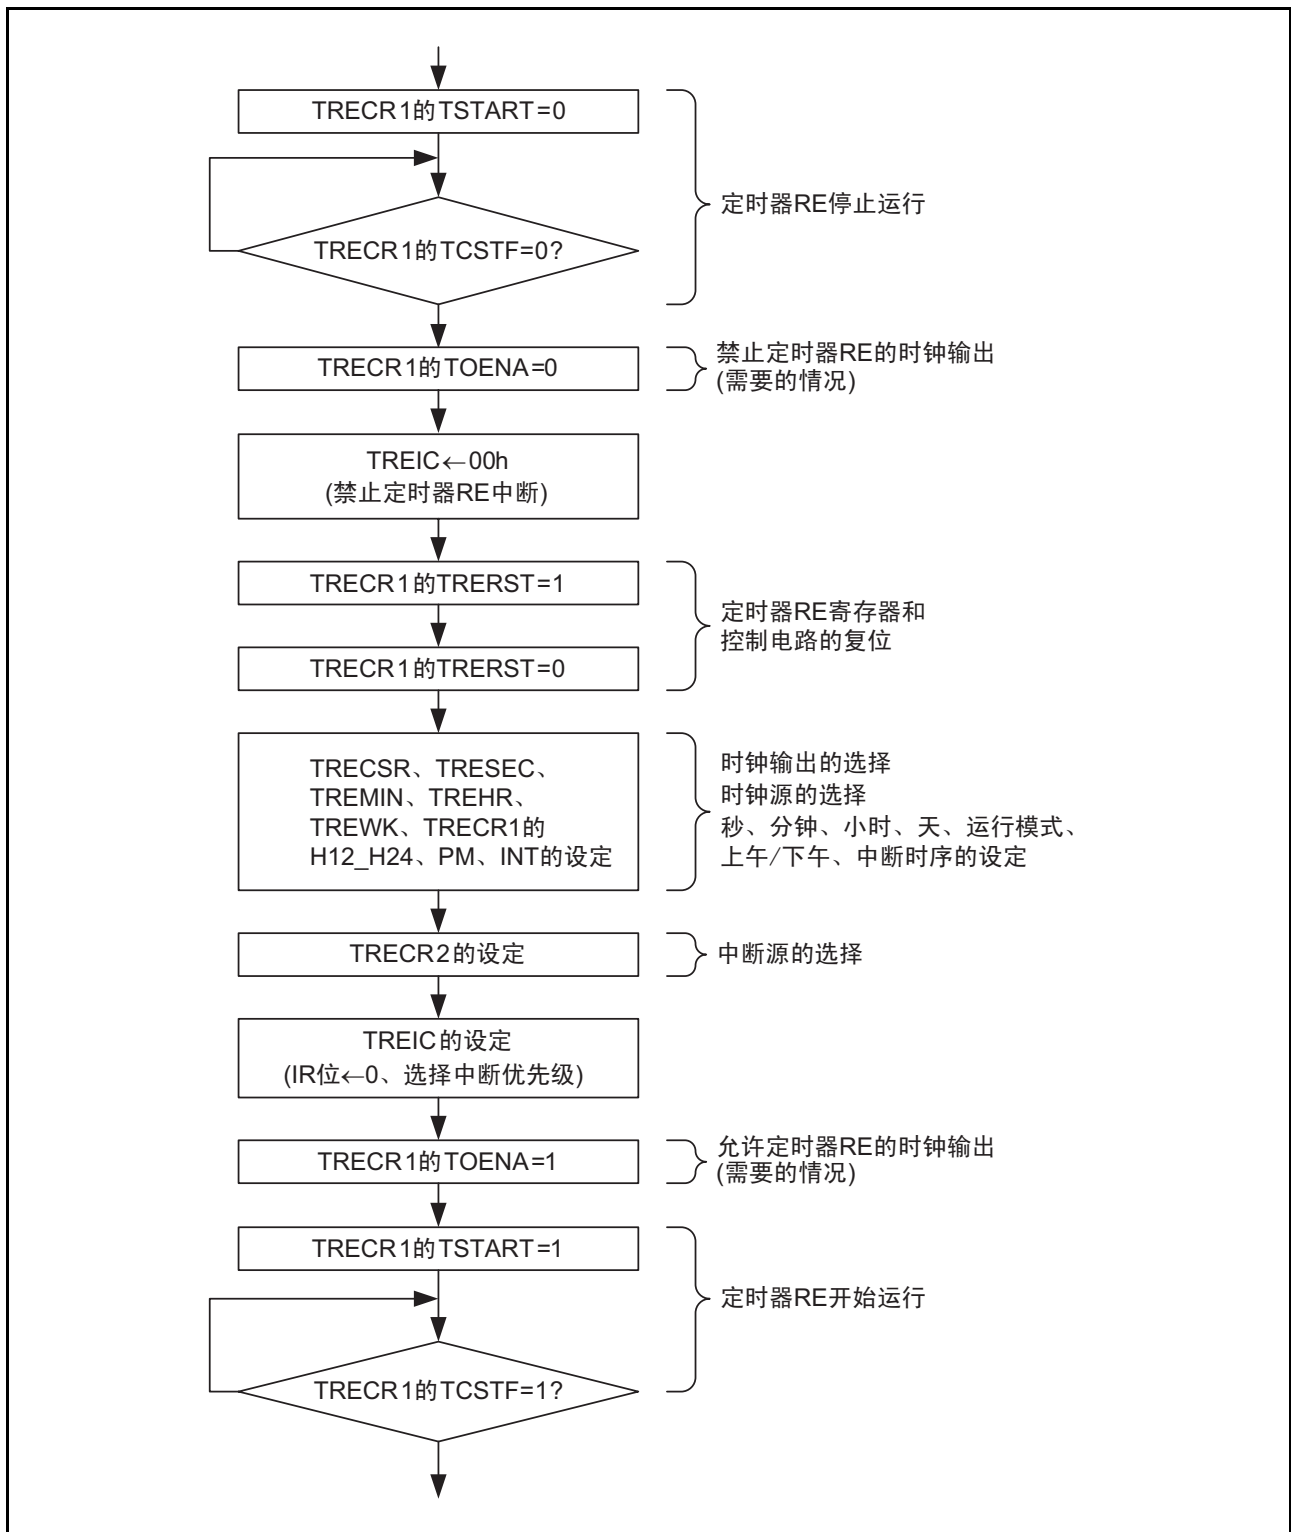 TRECR1的TSTART=0
定时器RE停止运行
TRECR1的TCSTF=0?
TRECR1的TOENA=0
禁止定时器RE的时钟输出
(需要的情况)
TREIC←00h
(禁止定时器RE中断)
TRECR1的TRERST=1
定时器RE寄存器和
控制电路的复位
TRECR1的TRERST=0
TRECSR、TRESEC、
TREMIN、TREHR、
TREWK、TRECR1的
H12_H24、PM、INT的设定
时钟输出的选择
时钟源的选择
秒、分钟、小时、天、运行模式、
上午/下午、中断时序的设定
TRECR2的设定
中断源的选择
TREIC的设定
(IR位←0、选择中断优先级)
TRECR1的TOENA=1
允许定时器RE的时钟输出
(需要的情况)
TRECR1的TSTART=1
定时器RE开始运行
TRECR1的TCSTF=1?